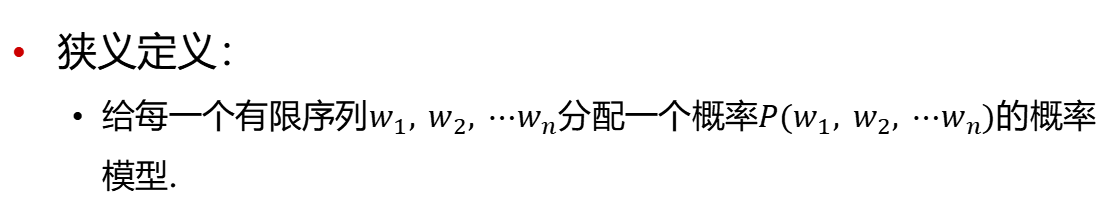 • 狭义定义：
• 给每一个有限序列w₁, w₂, ⋯wₙ分配一个概率P(w₁, w₂, ⋯wₙ)的概率
模型.